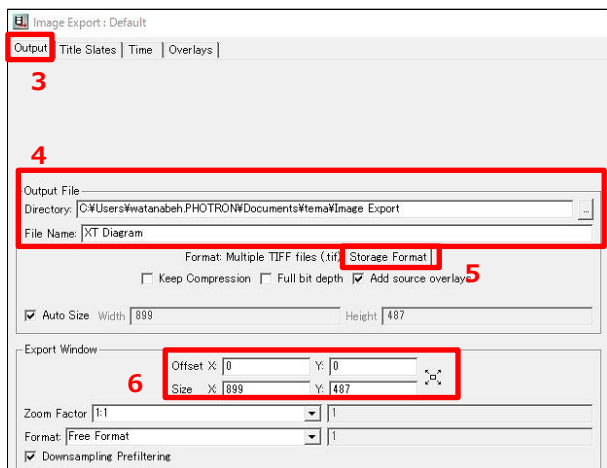 Image Export : Default
Output Title Slates Time Overlays
3
4
Output File
Directory: C:¥Users¥watanabeh.PHOTRON¥Documents¥tema¥Image Export ...
File Name: XT Diagram
Format: Multiple TIFF files (.tif) Storage Format
5
Keep Compression Full bit depth Add source overlays
Auto Size Width 899 Height 487
Export Window
6
Offset X: 0 Y: 0
Size X: 899 Y: 487
Zoom Factor 1:1 1
Format: Free Format 1
Downsampling Prefiltering